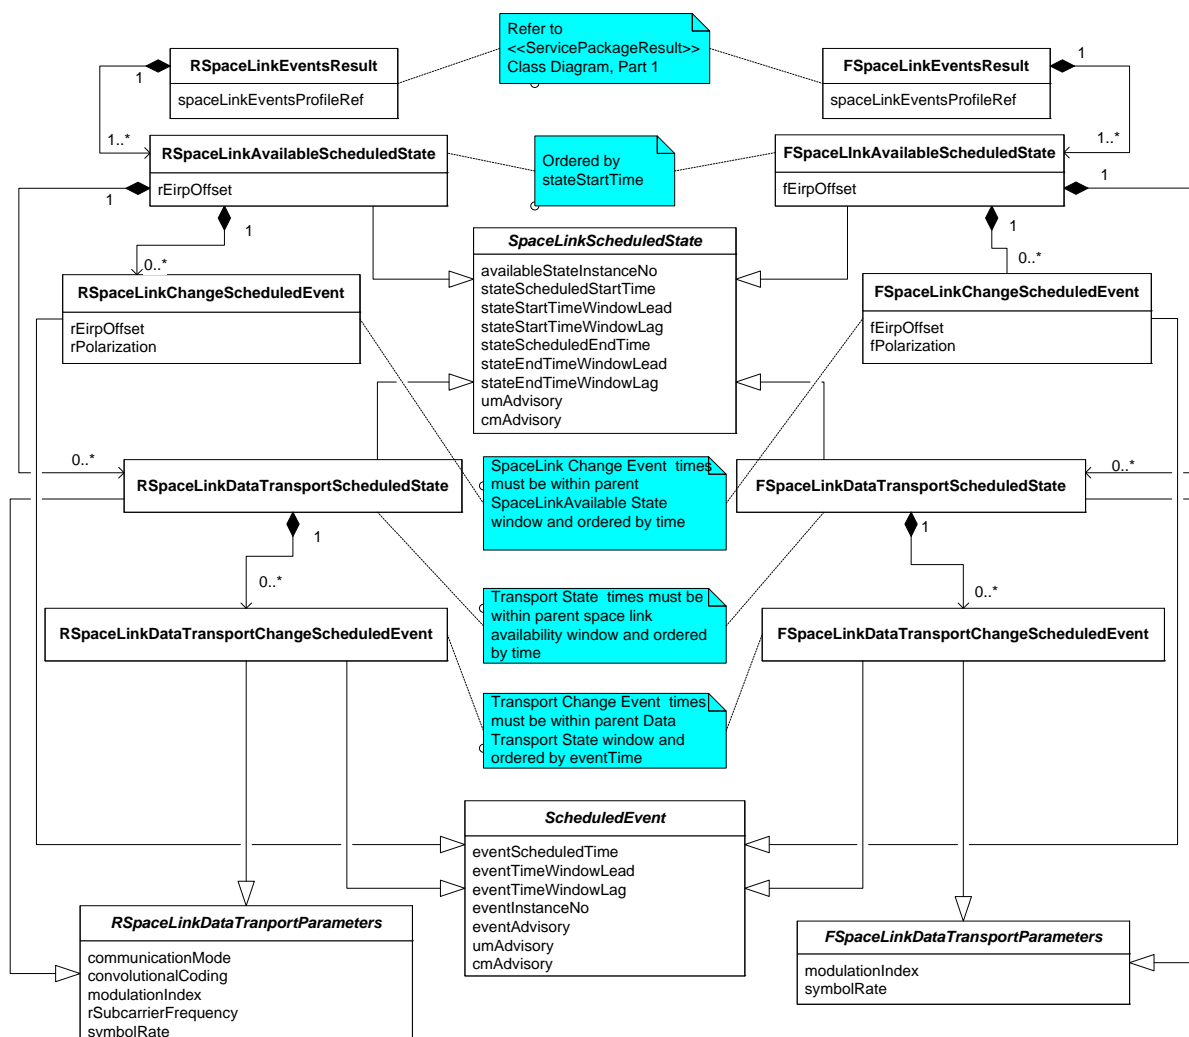 Refer to
<<ServicePackageResult>>
Class Diagram, Part 1
RSpaceLinkEventsResult
spaceLinkEventsProfileRef
1
FSpaceLinkEventsResult
spaceLinkEventsProfileRef
1
1..*
1..*
RSpaceLinkAvailableScheduledState
rEirpOffset
1
1
Ordered by
stateStartTime
FSpaceLInkAvailableScheduledState
fEirpOffset
1
1
0..*
0..*
SpaceLinkScheduledState
availableStateInstanceNo
stateScheduledStartTime
stateStartTimeWindowLead
stateStartTimeWindowLag
stateScheduledEndTime
stateEndTimeWindowLead
stateEndTimeWindowLag
umAdvisory
cmAdvisory
RSpaceLinkChangeScheduledEvent
rEirpOffset
rPolarization
FSpaceLinkChangeScheduledEvent
fEirpOffset
fPolarization
0..*
0..*
RSpaceLinkDataTransportScheduledState
1
SpaceLink Change Event  times
must be within parent
SpaceLinkAvailable State
window and ordered by time
FSpaceLinkDataTransportScheduledState
1
0..*
0..*
Transport State  times must be
within parent space link
availability window and ordered
by time
RSpaceLinkDataTransportChangeScheduledEvent
FSpaceLinkDataTransportChangeScheduledEvent
Transport Change Event  times
must be within parent Data
Transport State window and
ordered by eventTime
ScheduledEvent
eventScheduledTime
eventTimeWindowLead
eventTimeWindowLag
eventInstanceNo
eventAdvisory
umAdvisory
cmAdvisory
RSpaceLinkDataTranportParameters
communicationMode
convolutionalCoding
modulationIndex
rSubcarrierFrequency
symbolRate
FSpaceLinkDataTransportParameters
modulationIndex
symbolRate